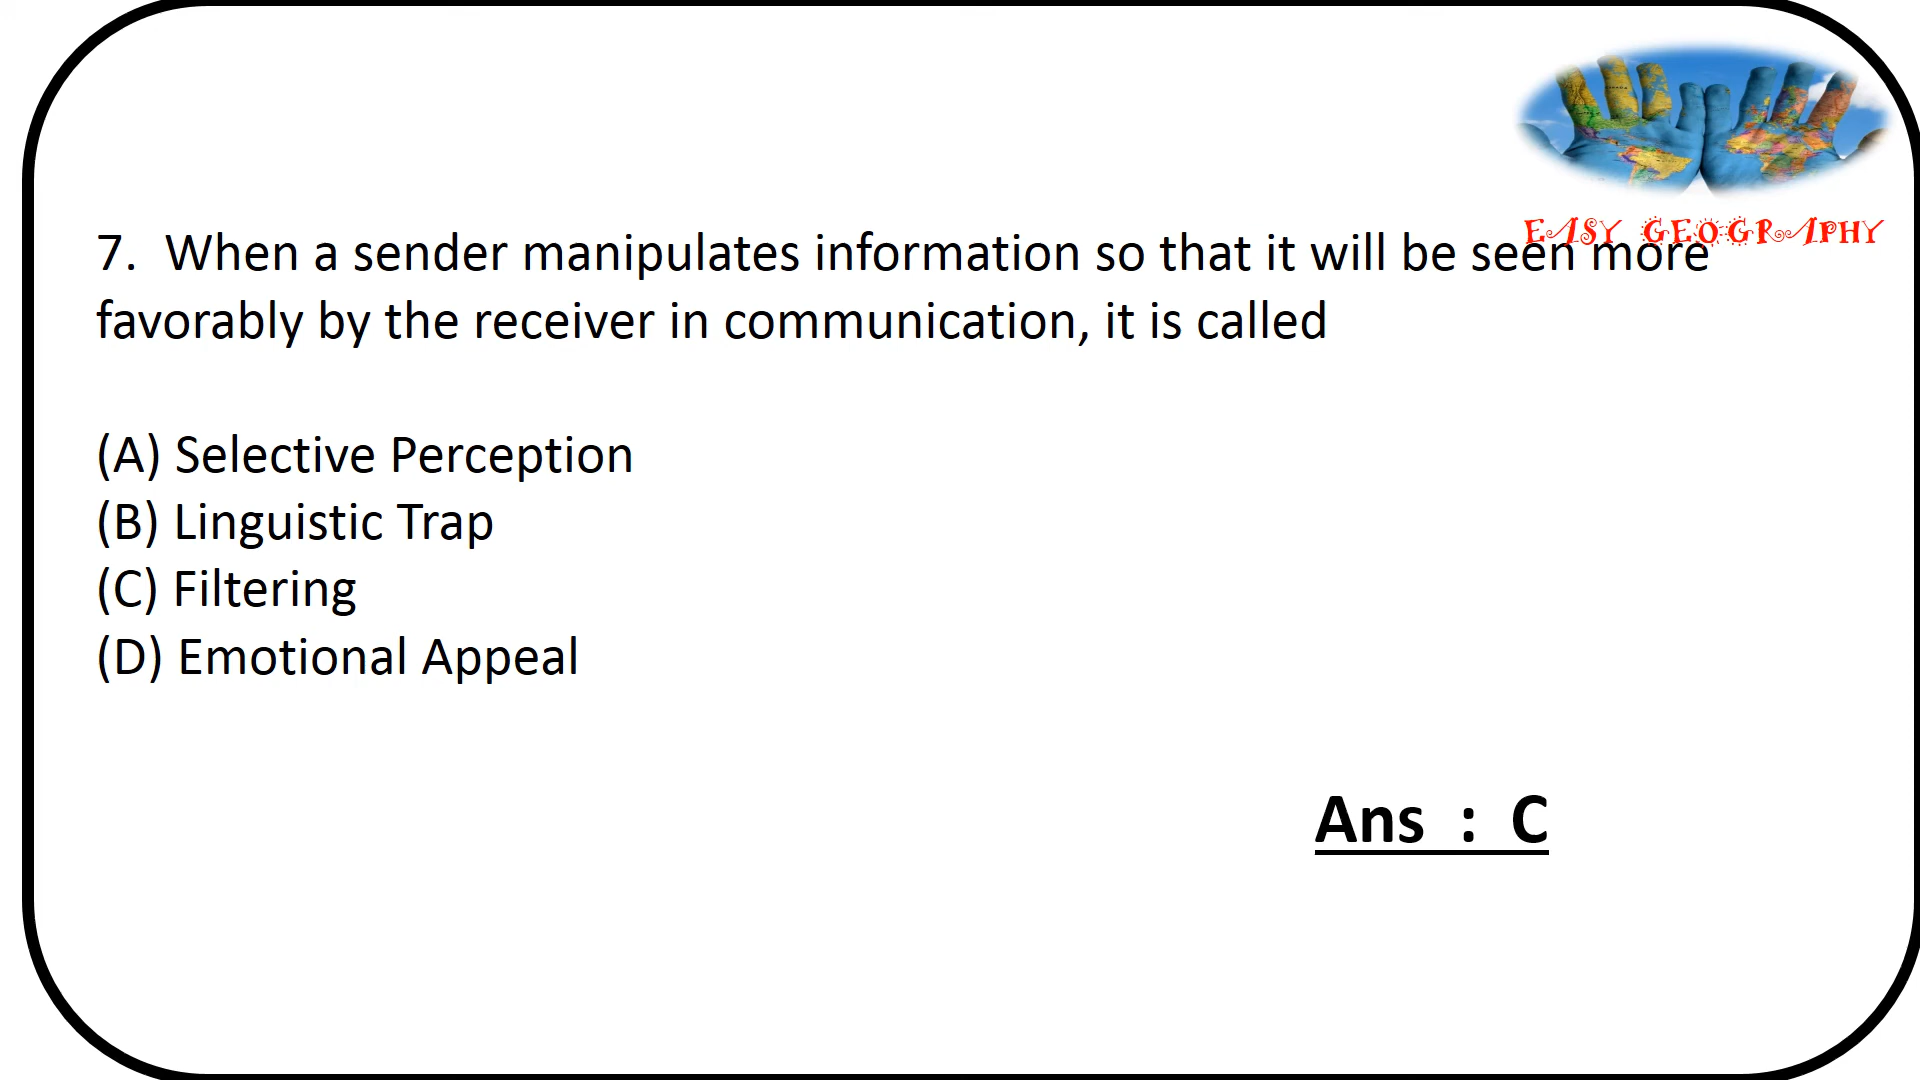 EASY GEOGRAPHY
7. When a sender manipulates information so that it will be seen more
favorably by the receiver in communication, it is called
(A) Selective Perception
(B) Linguistic Trap
(C) Filtering
(D) Emotional Appeal
Ans : C